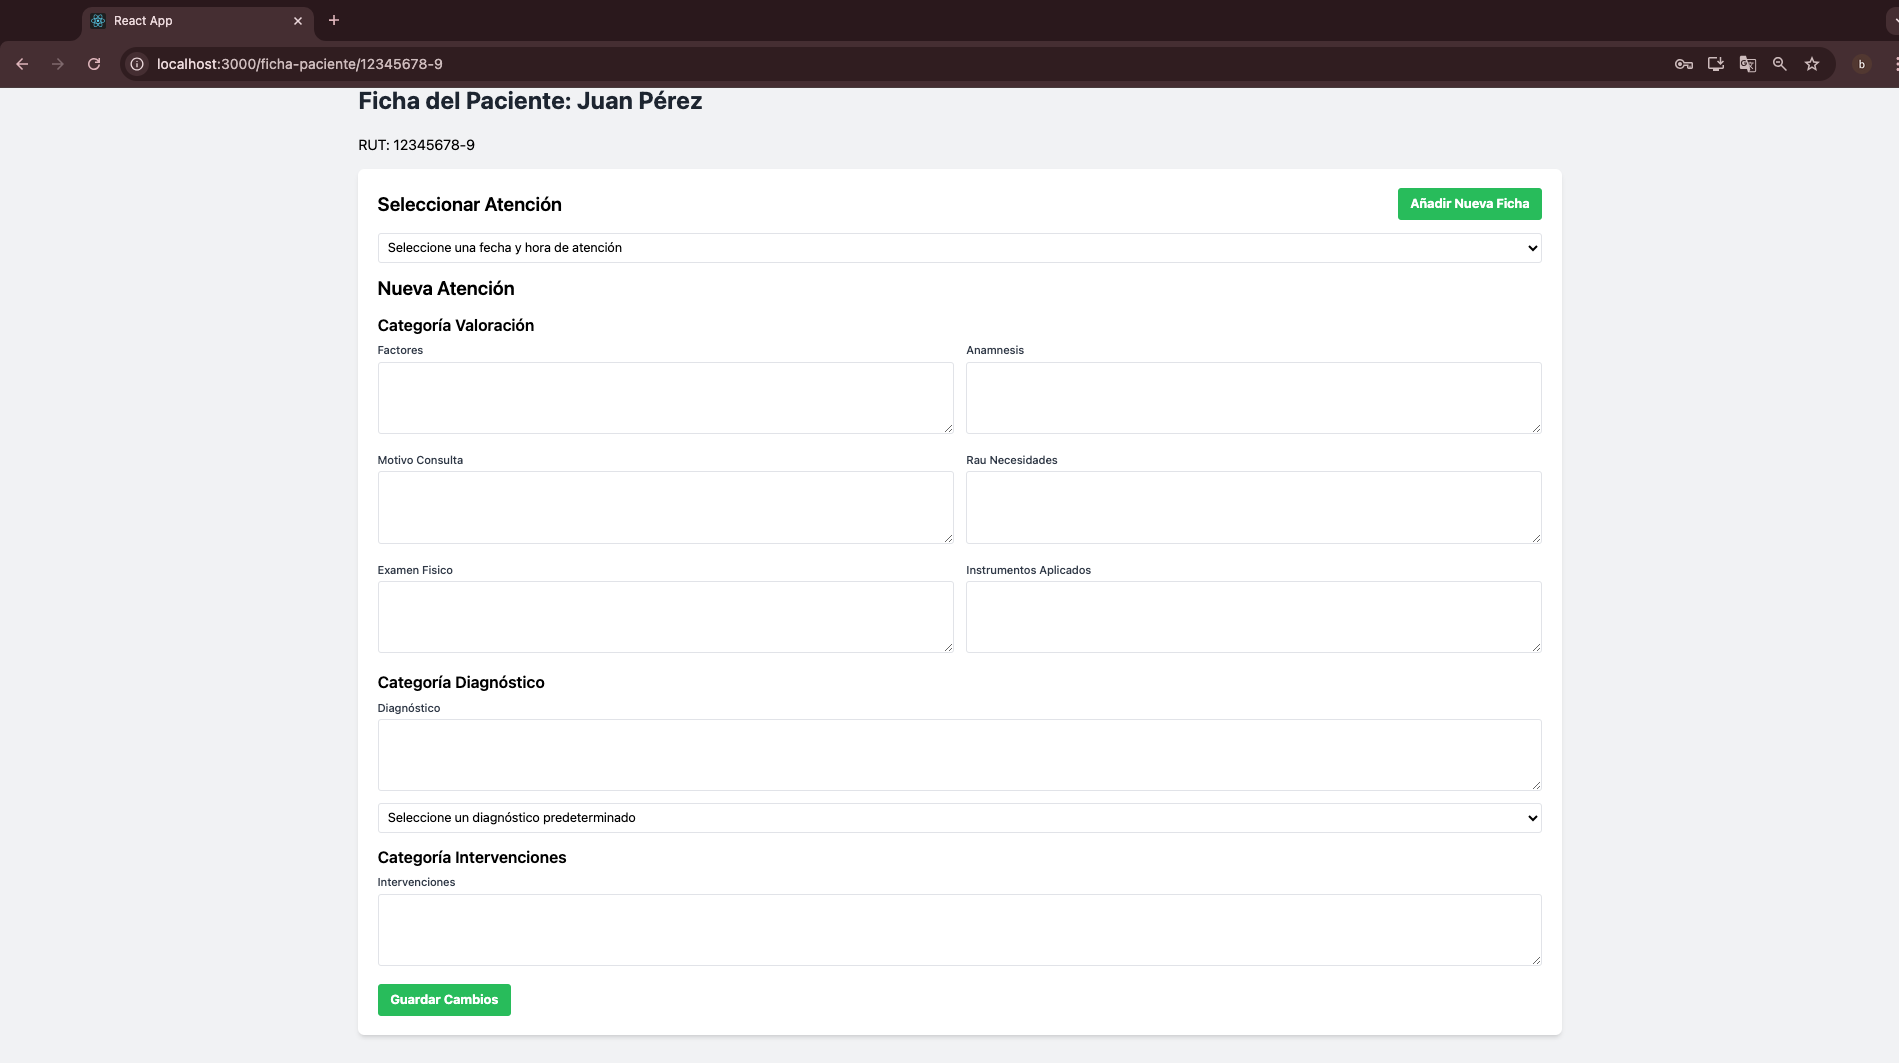 React App
localhost:3000/ficha-paciente/12345678-9
b
Ficha del Paciente: Juan Pérez
RUT: 12345678-9
Seleccionar Atención
Añadir Nueva Ficha
Seleccione una fecha y hora de atención
Nueva Atención
Categoría Valoración
Factores
Anamnesis
Motivo Consulta
Rau Necesidades
Examen Fisico
Instrumentos Aplicados
Categoría Diagnóstico
Diagnóstico
Seleccione un diagnóstico predeterminado
Categoría Intervenciones
Intervenciones
Guardar Cambios